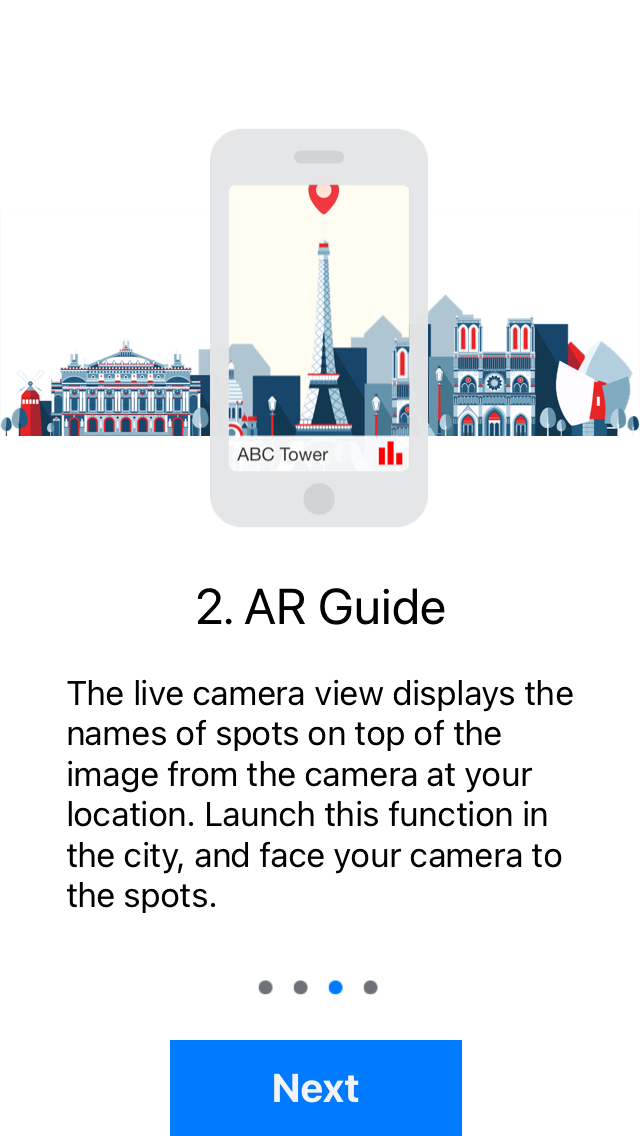 ABC Tower
2. AR Guide
The live camera view displays the
names of spots on top of the
image from the camera at your
location. Launch this function in
the city, and face your camera to
the spots.
Next